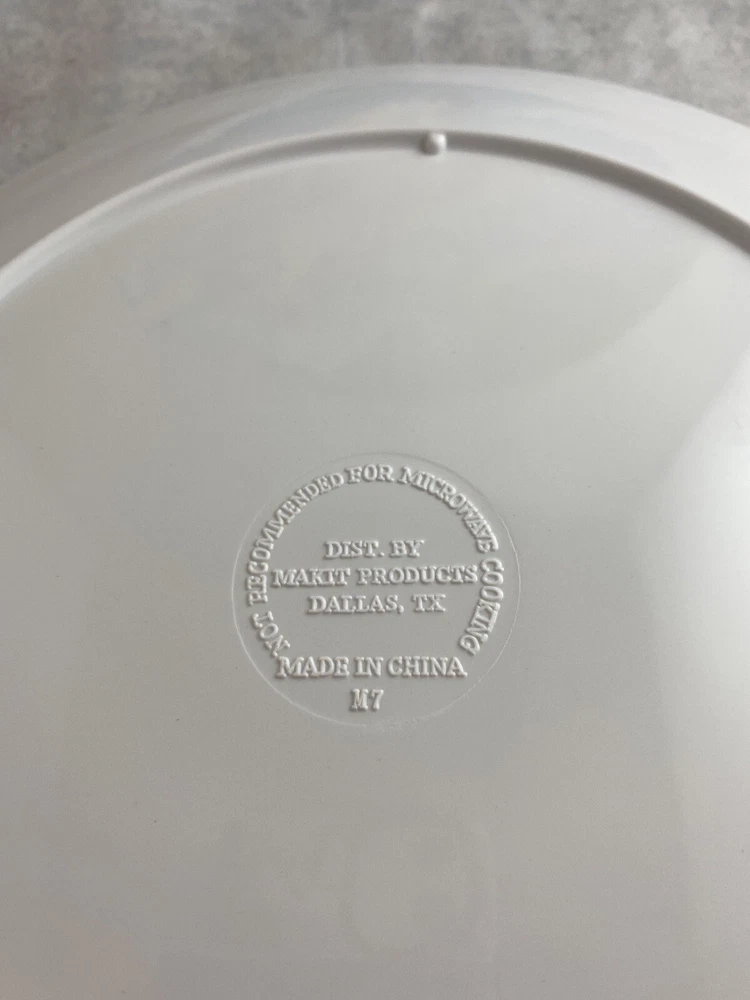 NOT RECOMMENDED FOR MICROWAVE COOKING
DIST. BY
MAKIT PRODUCTS
DALLAS, TX
MADE IN CHINA
M7